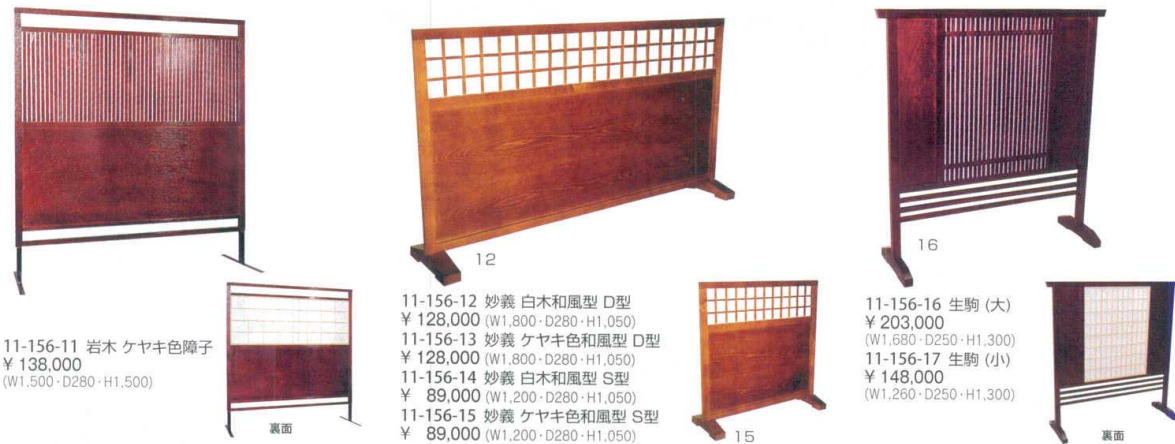 11-156-11 岩木 ケヤキ色障子
¥ 138,000
(W1,500・D280・H1,500)
裏面
12
11-156-12 妙義 白木和風型 D型
¥ 128,000 (W1,800・D280・H1,050)
11-156-13 妙義 ケヤキ色和風型 D型
¥ 128,000 (W1,800・D280・H1,050)
11-156-14 妙義 白木和風型 S型
¥ 89,000 (W1,200・D280・H1,050)
11-156-15 妙義 ケヤキ色和風型 S型
¥ 89,000 (W1,200・D280・H1,050)
15
16
11-156-16 生駒 (大)
¥ 203,000
(W1,680・D250・H1,300)
11-156-17 生駒 (小)
¥ 148,000
(W1,260・D250・H1,300)
裏面